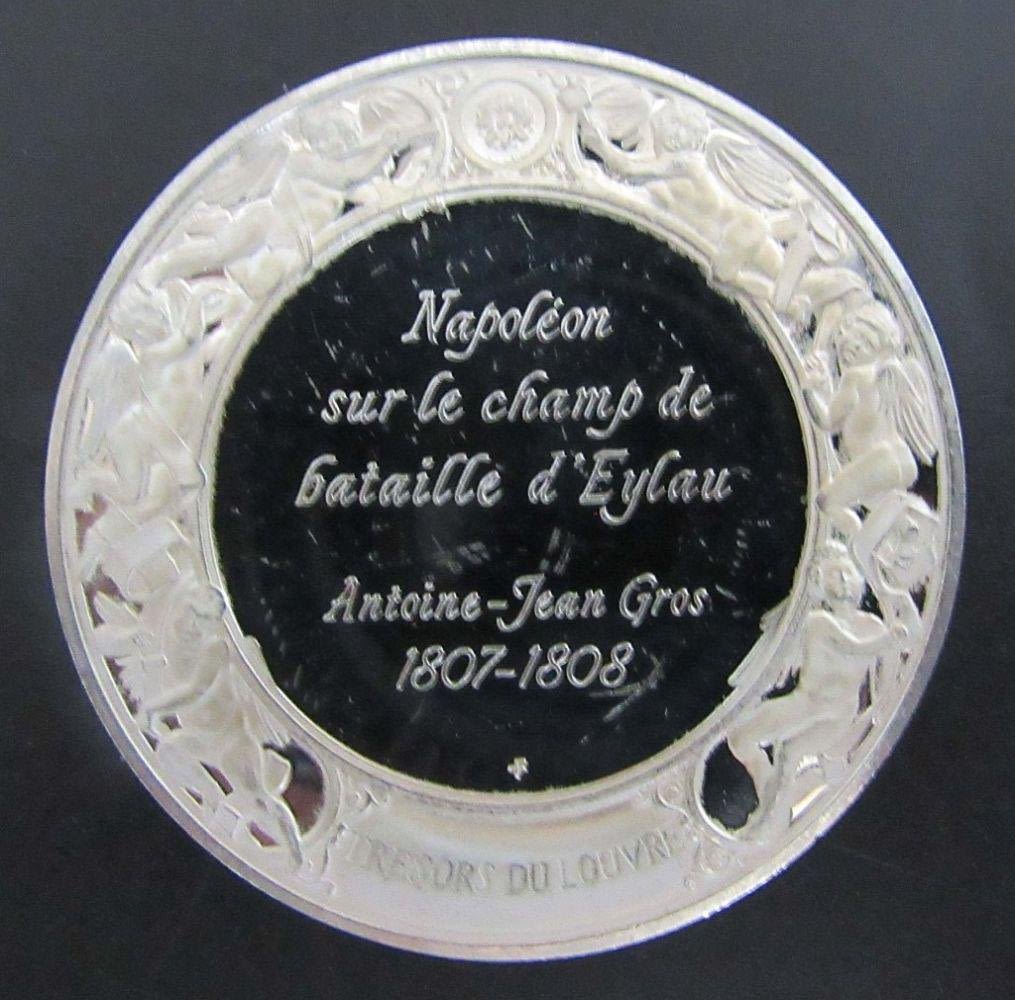 Napoléon
sur le champ de
bataille d'Eylau
Antoine-Jean Gros
1807-1808
TRESORS DU LOUVRE